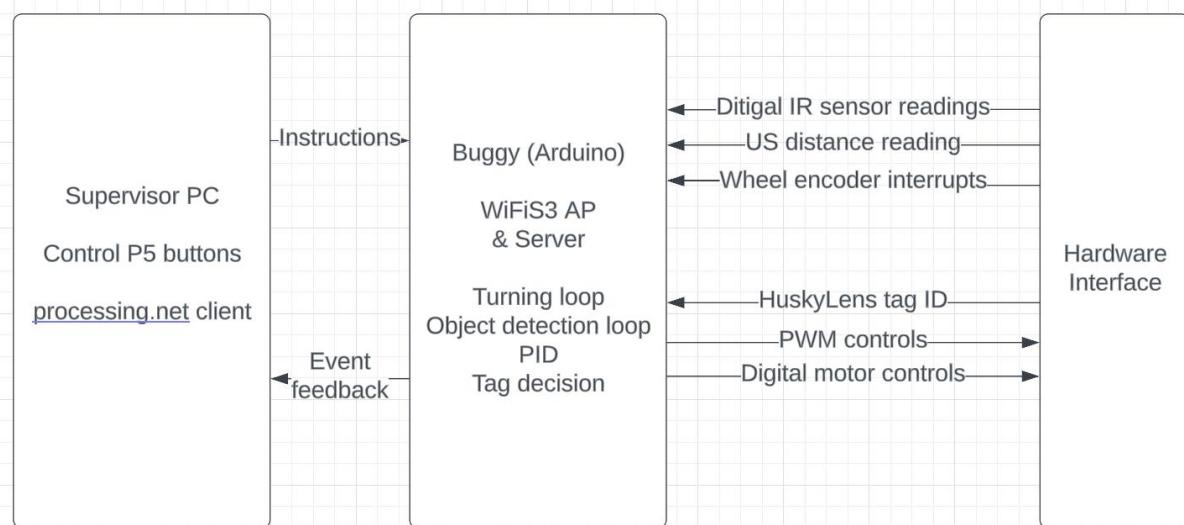 Supervisor PC
Control P5 buttons
processing.net client
Instructions
Event
feedback
Buggy (Arduino)
WiFiS3 AP
& Server
Turning loop
Object detection loop
PID
Tag decision
Ditigal IR sensor readings
US distance reading
Wheel encoder interrupts
HuskyLens tag ID
PWM controls
Digital motor controls
Hardware
Interface